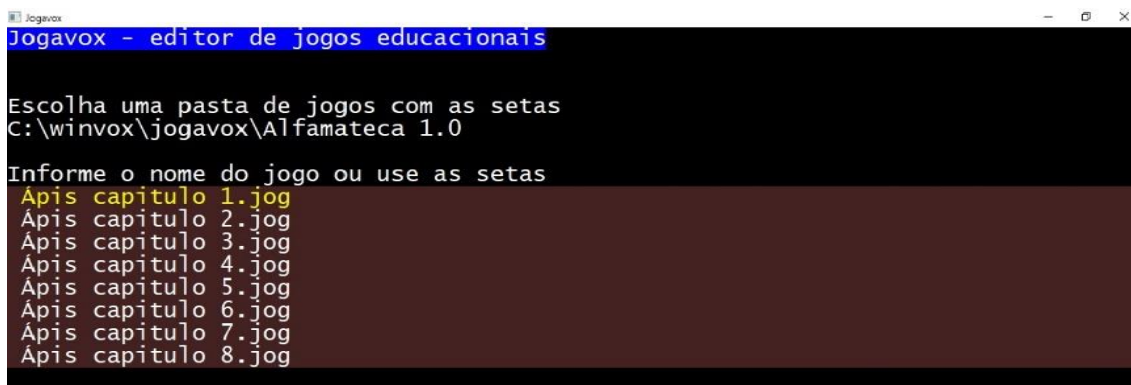 Jogavox
Jogavox - editor de jogos educacionais
Escolha uma pasta de jogos com as setas
C:\winvox\jogavox\Alfamateca 1.0
Informe o nome do jogo ou use as setas
Ápis capitulo 1.jog
Ápis capitulo 2.jog
Ápis capitulo 3.jog
Ápis capitulo 4.jog
Ápis capitulo 5.jog
Ápis capitulo 6.jog
Ápis capitulo 7.jog
Ápis capitulo 8.jog